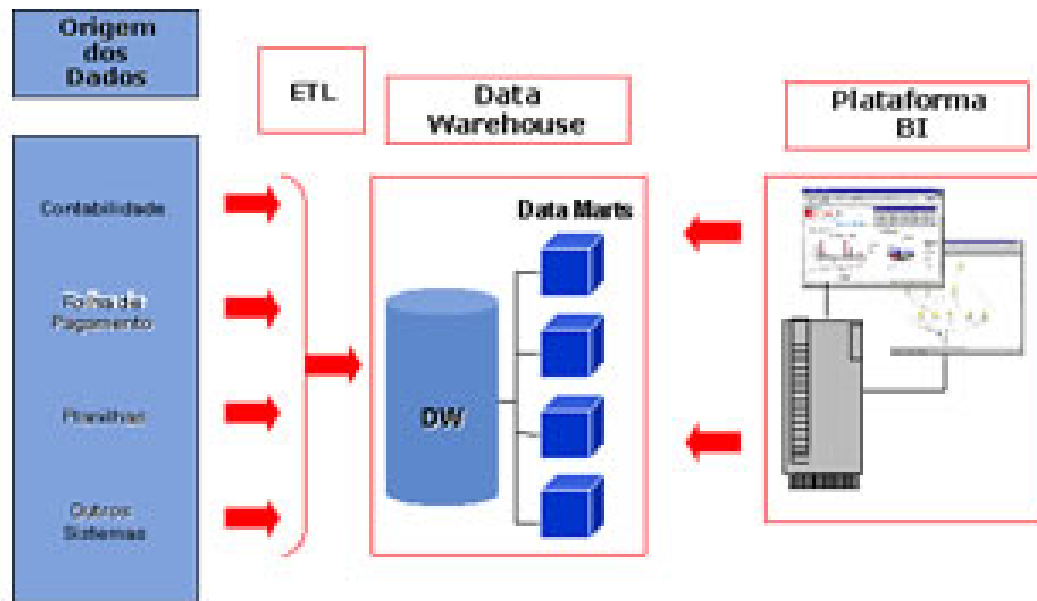 Origem
dos
Dados
ETL
Data
Warehouse
Plataforma
BI
Contabilidade
Folha de
Pagamento
Planilhas
Outros
Sistemas
Data Marts
DW